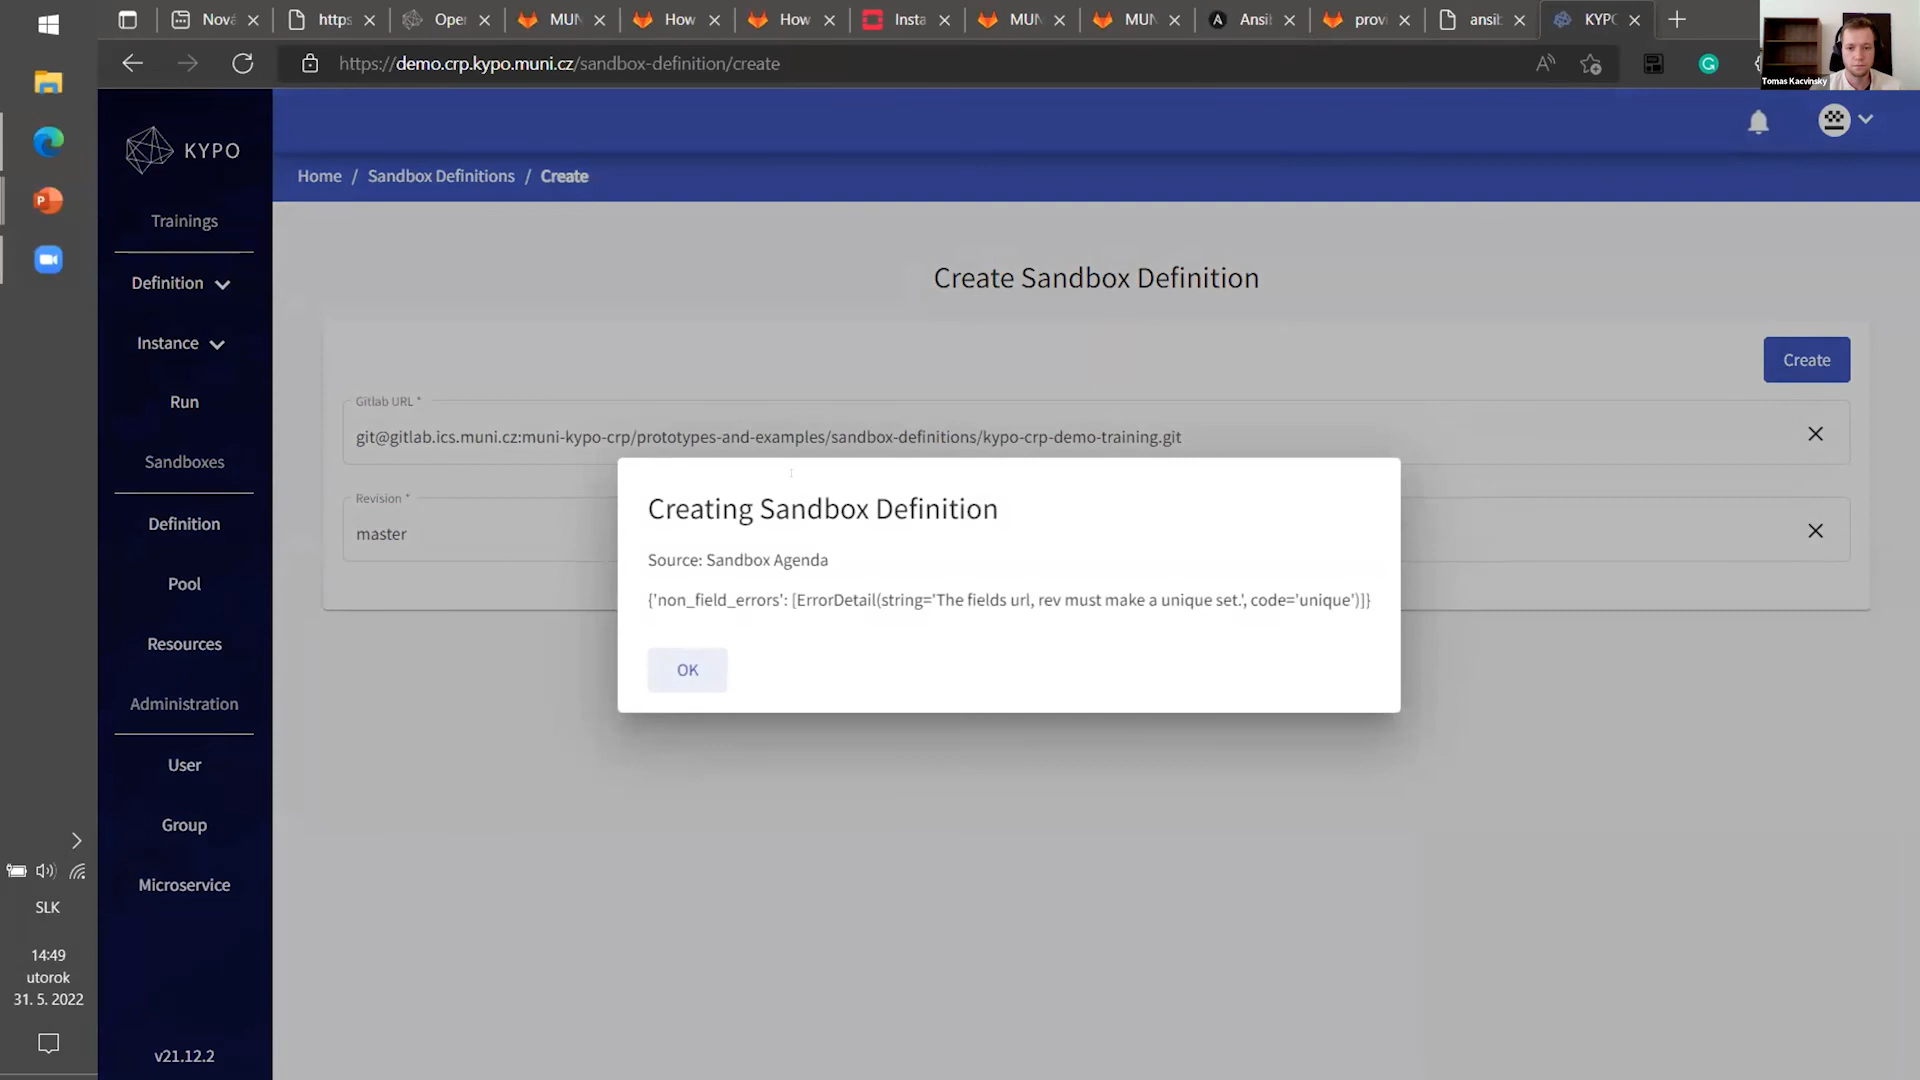 Nová
https
Oper
MUN
How
How
Insta
MUN
MUN
Ansil
provi
ansib
KYPO
Tomas Kacvinsky
https://demo.crp.kypo.muni.cz/sandbox-definition/create
KYPO
Home / Sandbox Definitions / Create
Trainings
Definition
Instance
Run
Sandboxes
Definition
Pool
Resources
Administration
User
Group
Microservice
v21.12.2
Create Sandbox Definition
Create
Gitlab URL *
git@gitlab.ics.muni.cz:muni-kypo-crp/prototypes-and-examples/sandbox-definitions/kypo-crp-demo-training.git
Revision *
master
Creating Sandbox Definition
Source: Sandbox Agenda
{'non_field_errors': [ErrorDetail(string='The fields url, rev must make a unique set.', code='unique')]}
OK
SLK
14:49
utorok
31. 5. 2022